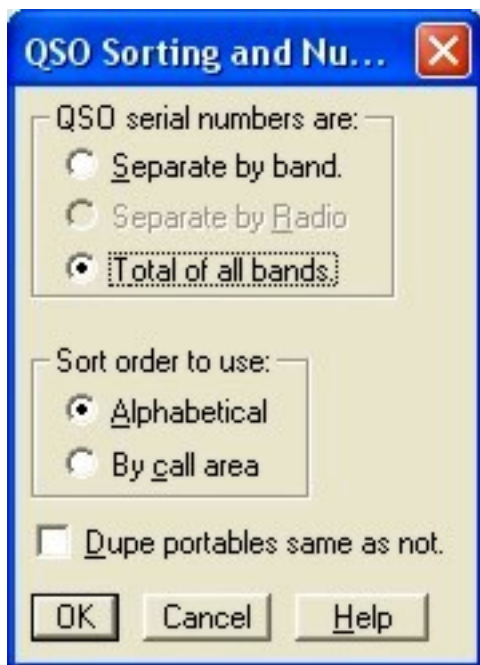 QSO Sorting and Nu...
QSO serial numbers are:
Separate by band.
Separate by Radio
Total of all bands.
Sort order to use:
Alphabetical
By call area
Dupe portables same as not.
OK Cancel Help